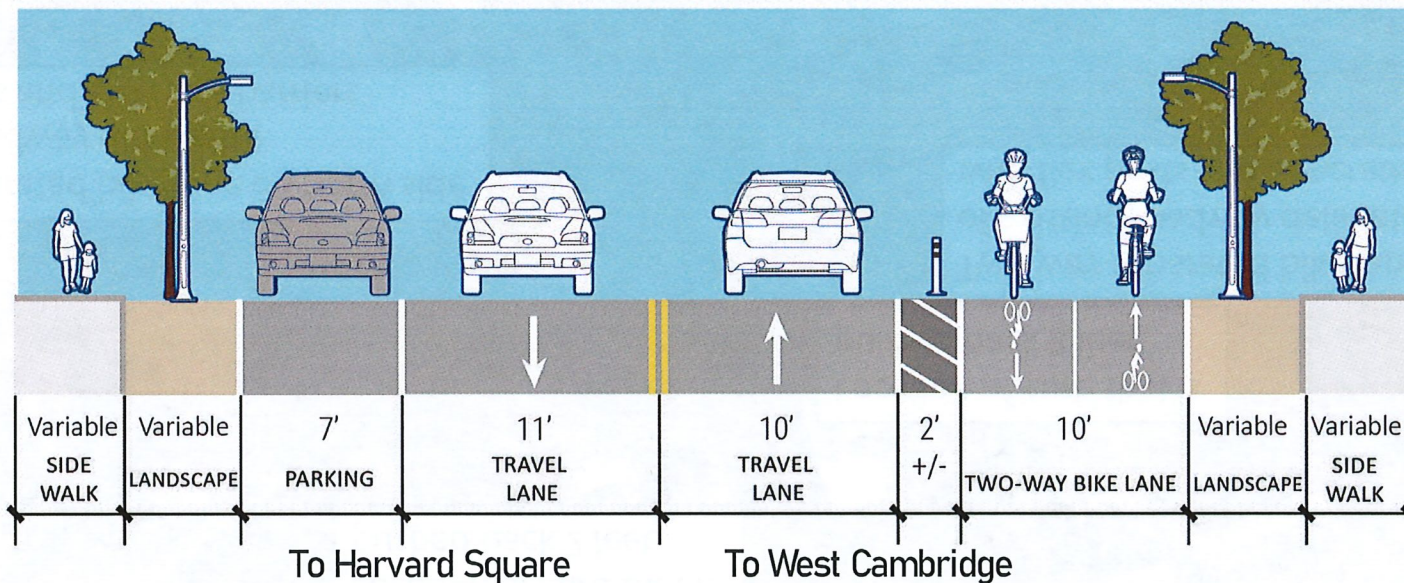 Variable
SIDE
WALK
Variable
LANDSCAPE
7'
PARKING
11'
TRAVEL
LANE
10'
TRAVEL
LANE
2'
+/-
10'
TWO-WAY BIKE LANE
Variable
LANDSCAPE
Variable
SIDE
WALK
To Harvard Square
To West Cambridge